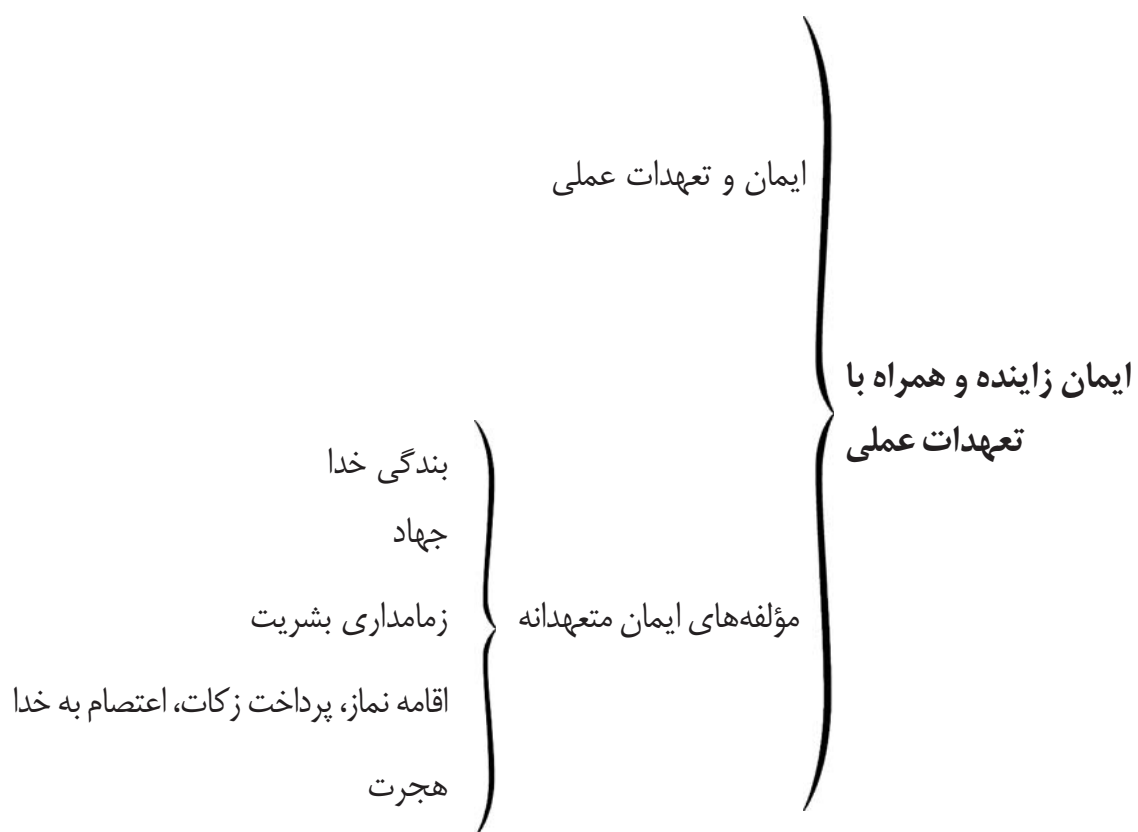 ایمان زاینده و همراه با
تعهدات عملی
ایمان و تعهدات عملی
مؤلفه‌های ایمان متعهدانه
بندگی خدا
جهاد
زمامداری بشریت
اقامه نماز، پرداخت زکات، اعتصام به خدا
هجرت